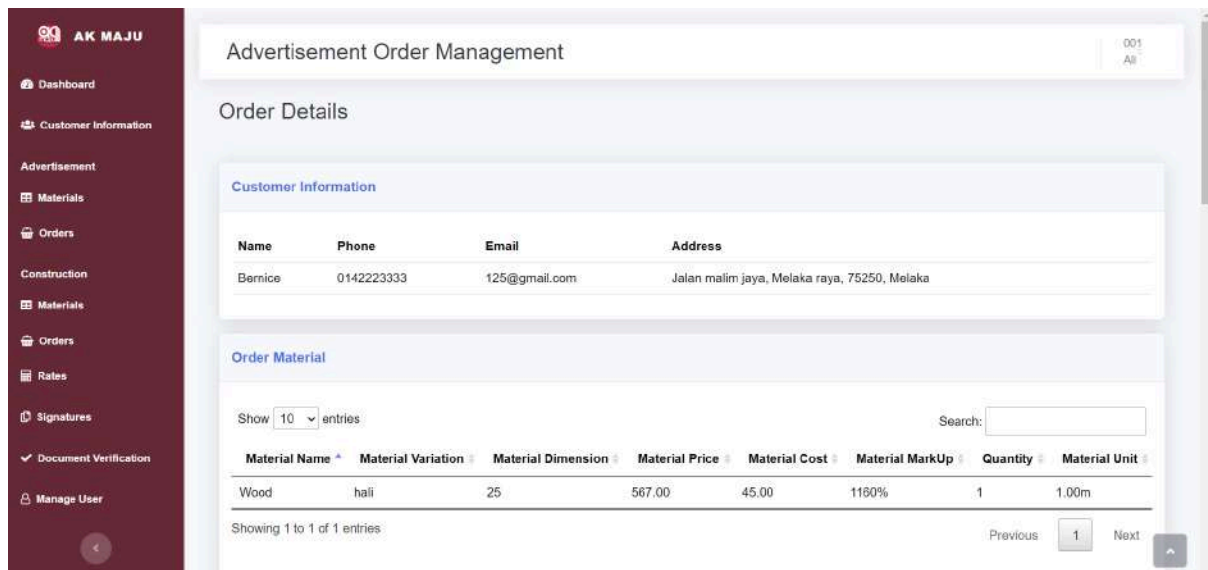 AK MAJU
Dashboard
Customer Information
Advertisement
Materials
Orders
Construction
Materials
Orders
Rates
Signatures
Document Verification
Manage User
Advertisement Order Management
001
Ali
Order Details
Customer Information
Name Phone Email Address
Bernice 0142223333 125@gmail.com Jalan malim jaya, Melaka raya, 75250, Melaka
Order Material
Show 10 entries Search:
Material Name Material Variation Material Dimension Material Price Material Cost Material MarkUp Quantity Material Unit
Wood hali 25 567.00 45.00 1160% 1 1.00m
Showing 1 to 1 of 1 entries
Previous 1 Next